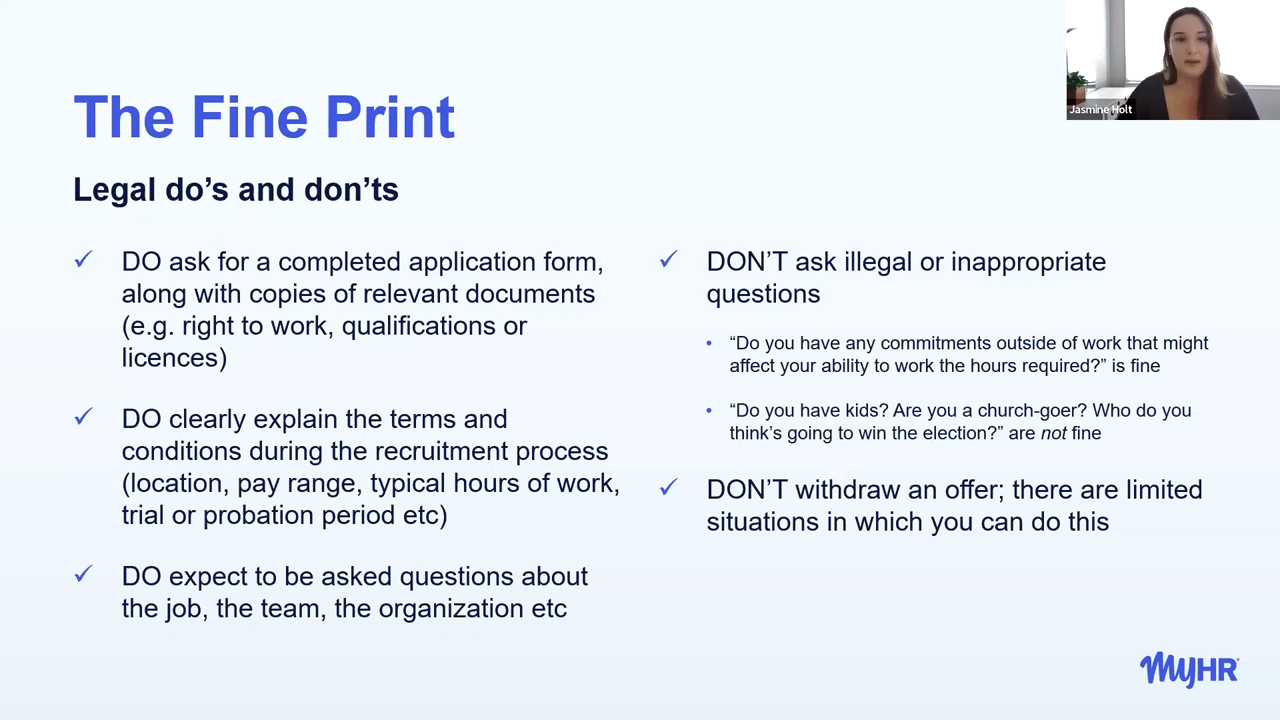 The Fine Print
Legal do’s and don’ts
✓ DO ask for a completed application form,
along with copies of relevant documents
(e.g. right to work, qualifications or
licences)
✓ DO clearly explain the terms and
conditions during the recruitment process
(location, pay range, typical hours of work,
trial or probation period etc)
✓ DO expect to be asked questions about
the job, the team, the organization etc
✓ DON’T ask illegal or inappropriate
questions
• “Do you have any commitments outside of work that might
affect your ability to work the hours required?” is fine
• “Do you have kids? Are you a church-goer? Who do you
think’s going to win the election?” are not fine
✓ DON’T withdraw an offer; there are limited
situations in which you can do this
Jasmine Holt
MyHR